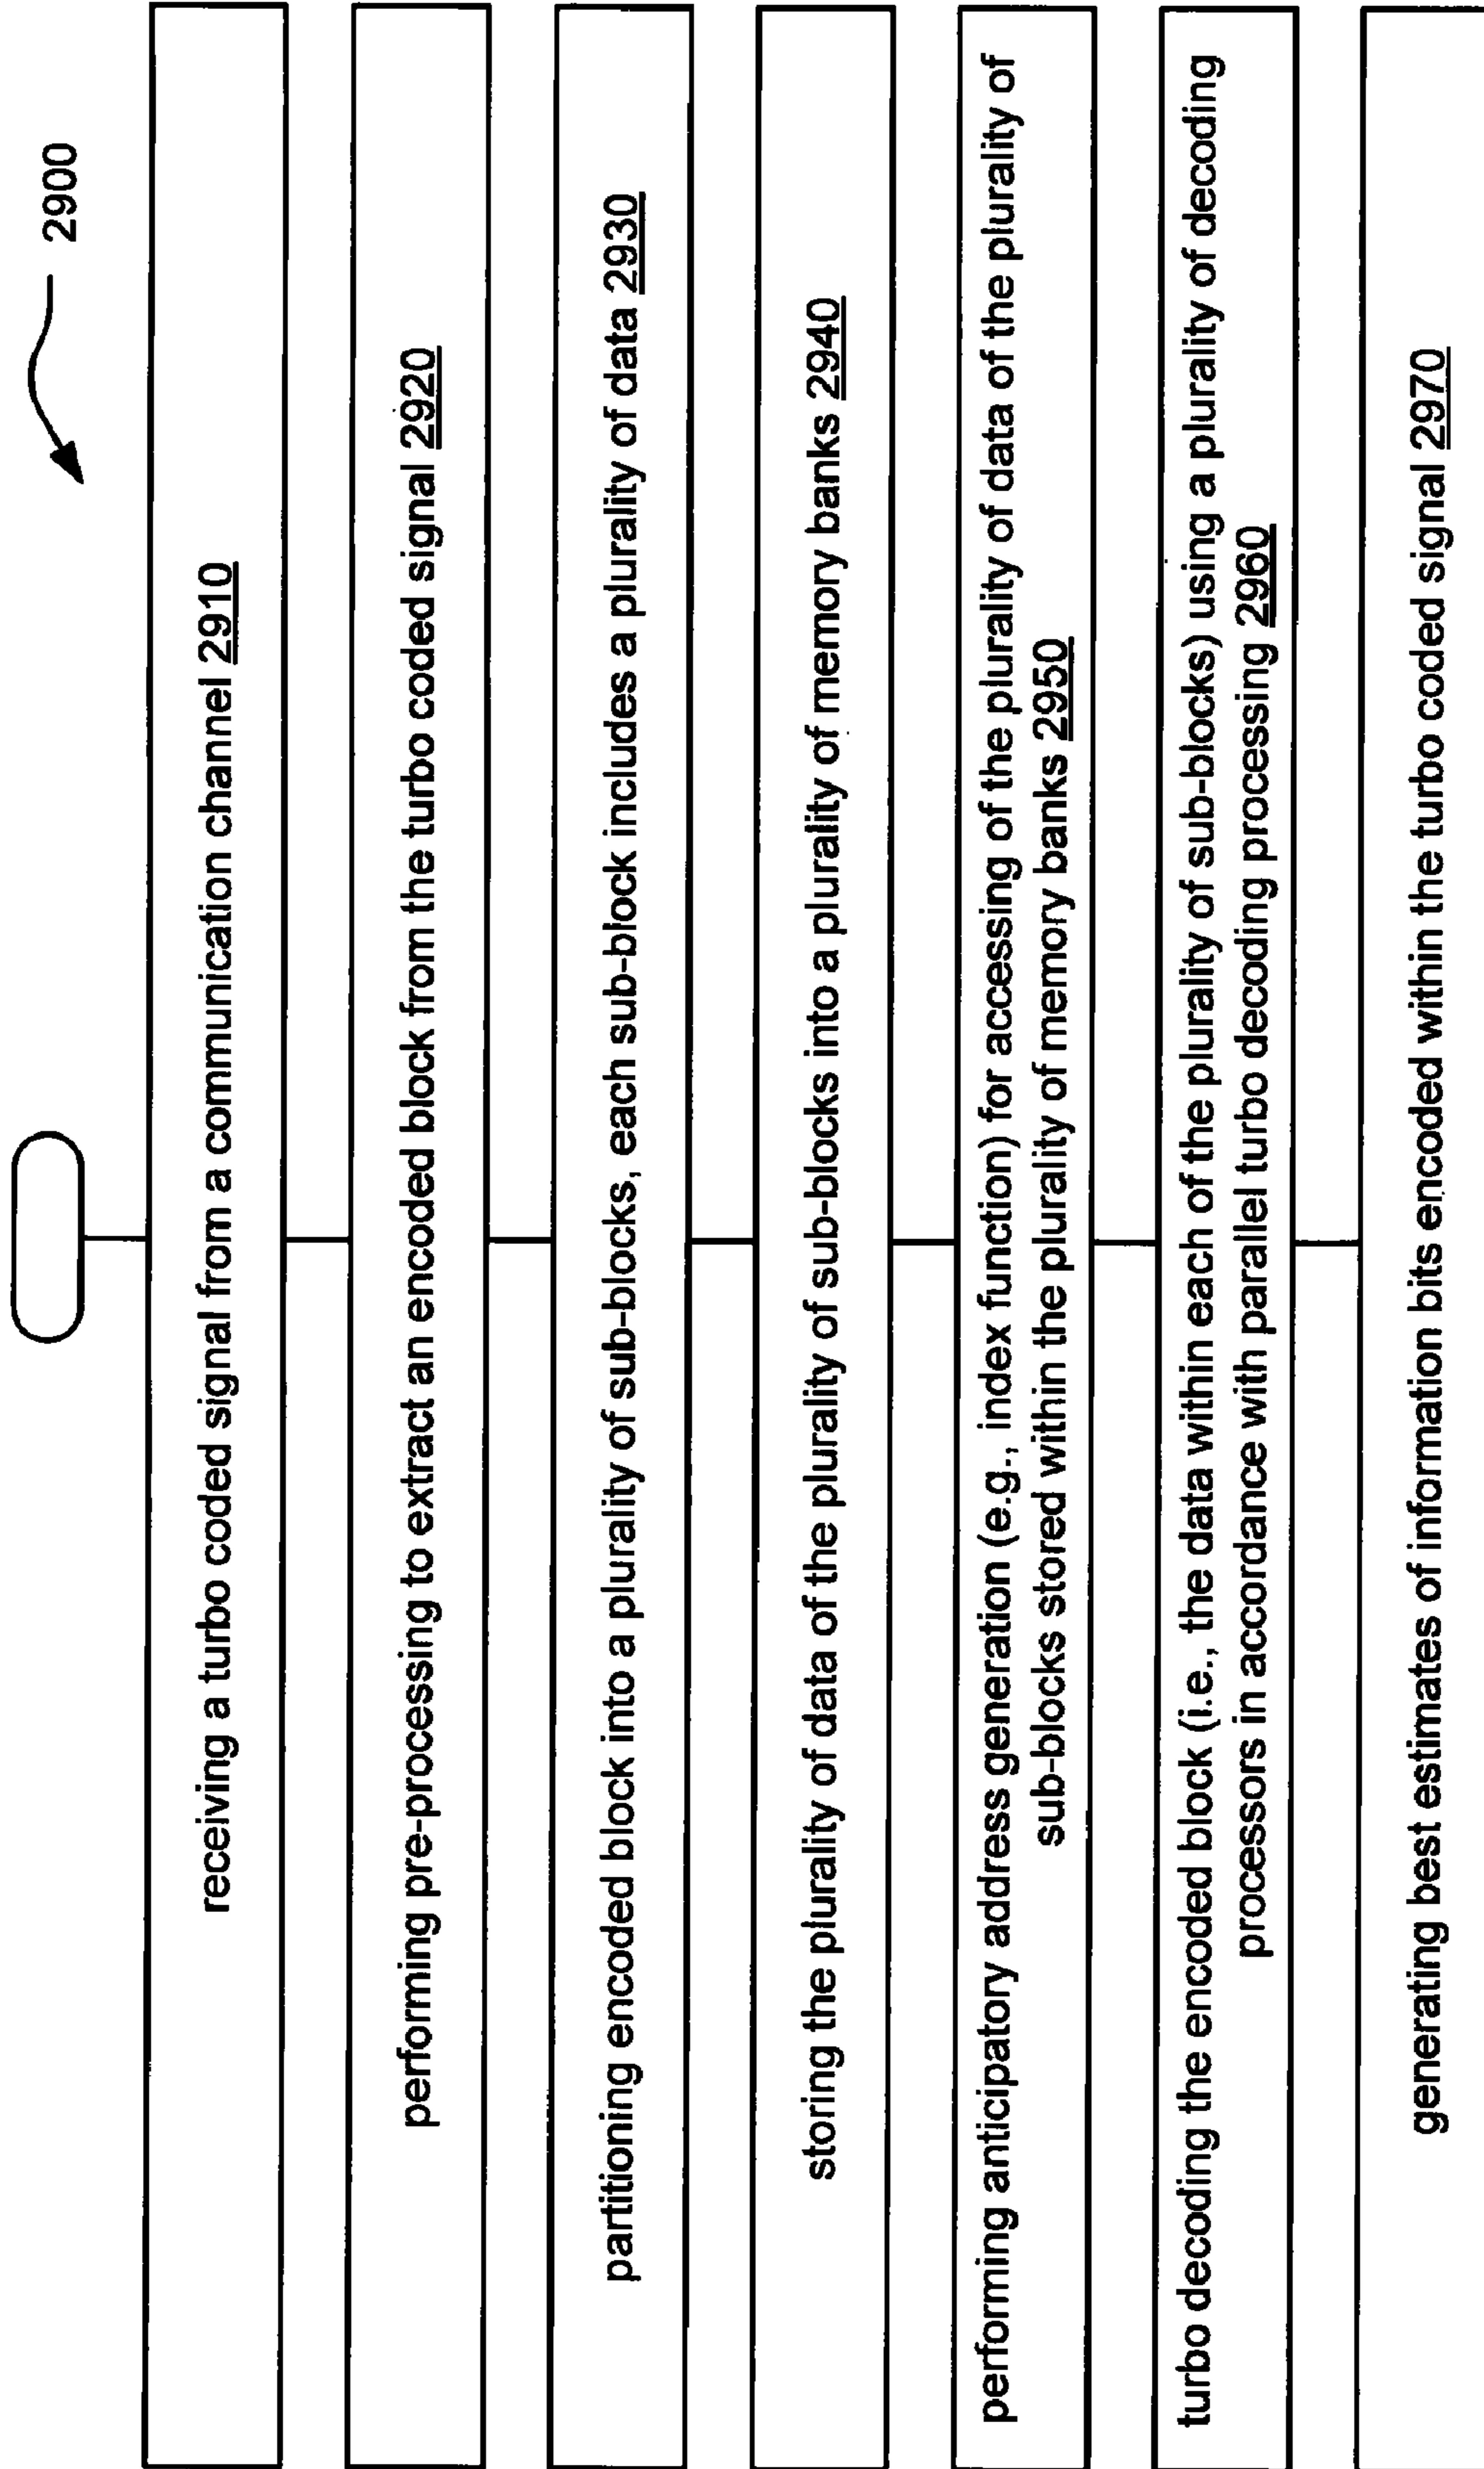 2900
receiving a turbo coded signal from a communication channel 2910
performing pre-processing to extract an encoded block from the turbo coded signal 2920
partitioning encoded block into a plurality of sub-blocks, each sub-block includes a plurality of data 2930
storing the plurality of data of the plurality of sub-blocks into a plurality of memory banks 2940
performing anticipatory address generation (e.g., index function) for accessing of the plurality of data of the plurality of
sub-blocks stored within the plurality of memory banks 2950
turbo decoding the encoded block (i.e., the data within each of the plurality of sub-blocks) using a plurality of decoding
processors in accordance with parallel turbo decoding processing 2960
generating best estimates of information bits encoded within the turbo coded signal 2970